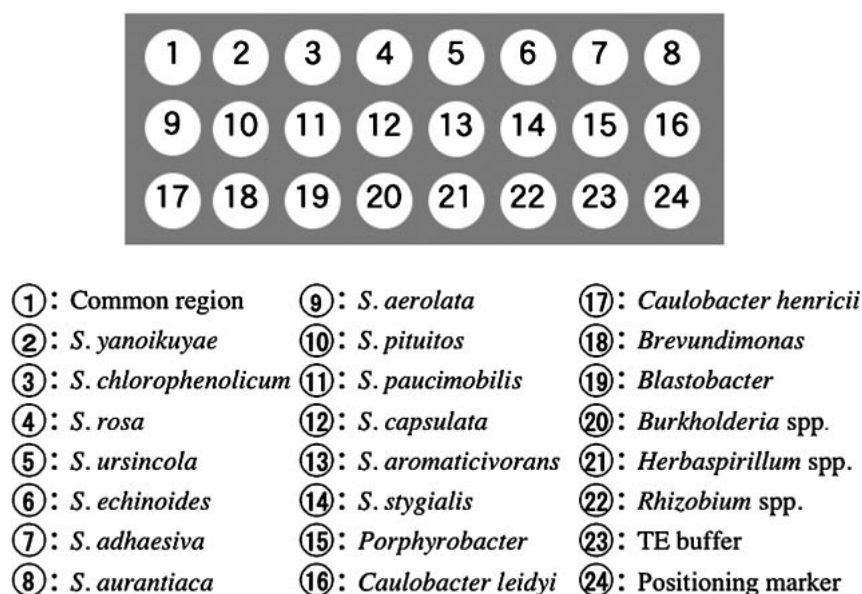 1 2 3 4 5 6 7 8
9 10 11 12 13 14 15 16
17 18 19 20 21 22 23 24
①: Common region
②: S. yanoikuyae
③: S. chlorophenolicum
④: S. rosa
⑤: S. ursincola
⑥: S. echinoides
⑦: S. adhaesiva
⑧: S. aurantiaca
⑨: S. aerolata
⑩: S. pituitos
⑪: S. paucimobilis
⑫: S. capsulata
⑬: S. aromaticivorans
⑭: S. stygialis
⑮: Porphyrobacter
⑯: Caulobacter leidyi
⑰: Caulobacter henricii
⑱: Brevundimonas
⑲: Blastobacter
⑳: Burkholderia spp.
㉑: Herbaspirillum spp.
㉒: Rhizobium spp.
㉓: TE buffer
㉔: Positioning marker